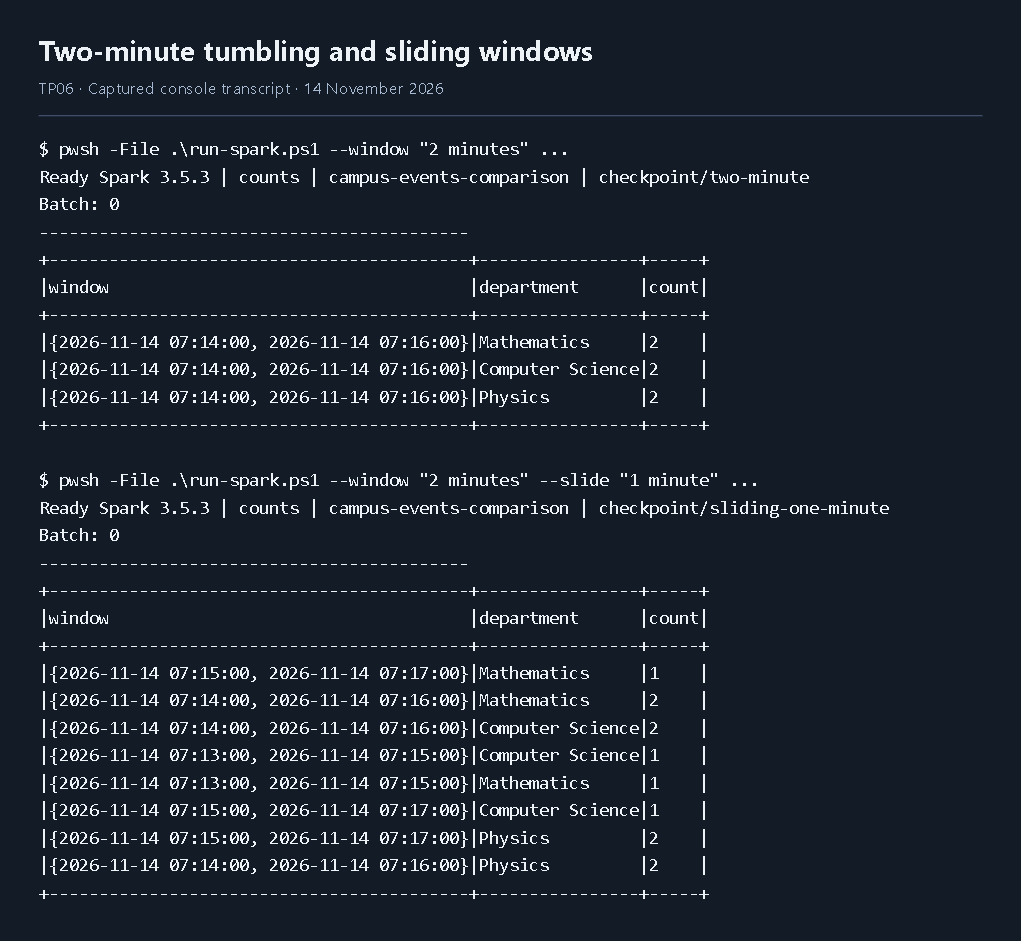 Two-minute tumbling and sliding windows
TP06 · Captured console transcript · 14 November 2026
$ pwsh -File .\run-spark.ps1 --window "2 minutes" ...
Ready Spark 3.5.3 | counts | campus-events-comparison | checkpoint/two-minute
Batch: 0
-------------------------------------------
+------------------------------------------+----------------+-----+
|window                                    |department      |count|
+------------------------------------------+----------------+-----+
|{2026-11-14 07:14:00, 2026-11-14 07:16:00}|Mathematics     |2    |
|{2026-11-14 07:14:00, 2026-11-14 07:16:00}|Computer Science|2    |
|{2026-11-14 07:14:00, 2026-11-14 07:16:00}|Physics         |2    |
+------------------------------------------+----------------+-----+
$ pwsh -File .\run-spark.ps1 --window "2 minutes" --slide "1 minute" ...
Ready Spark 3.5.3 | counts | campus-events-comparison | checkpoint/sliding-one-minute
Batch: 0
-------------------------------------------
+------------------------------------------+----------------+-----+
|window                                    |department      |count|
+------------------------------------------+----------------+-----+
|{2026-11-14 07:15:00, 2026-11-14 07:17:00}|Mathematics     |1    |
|{2026-11-14 07:14:00, 2026-11-14 07:16:00}|Mathematics     |2    |
|{2026-11-14 07:14:00, 2026-11-14 07:16:00}|Computer Science|2    |
|{2026-11-14 07:13:00, 2026-11-14 07:15:00}|Computer Science|1    |
|{2026-11-14 07:13:00, 2026-11-14 07:15:00}|Mathematics     |1    |
|{2026-11-14 07:15:00, 2026-11-14 07:17:00}|Computer Science|1    |
|{2026-11-14 07:15:00, 2026-11-14 07:17:00}|Physics         |2    |
|{2026-11-14 07:14:00, 2026-11-14 07:16:00}|Physics         |2    |
+------------------------------------------+----------------+-----+